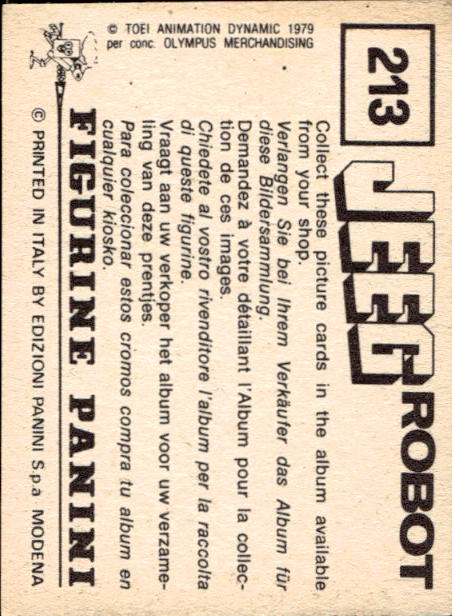 213
JEEG ROBOT
Collect these picture cards in the album available
from your shop.
Verlangen Sie bei Ihrem Verkäufer das Album für
diese Bildersammlung.
Demandez à votre détaillant l'Album pour la collec-
tion de ces images.
Chiedete al vostro rivenditore l'album per la raccolta
di queste figurine.
Vraagt aan uw verkoper het album voor uw verzame-
ling van deze prentjes.
Para coleccionar estos cromos compra tu album en
cualquier kiosko.
FIGURINE PANINI
© PRINTED IN ITALY BY EDIZIONI PANINI S.p.a MODENA
© TOEI ANIMATION DYNAMIC 1979
per conc. OLYMPUS MERCHANDISING